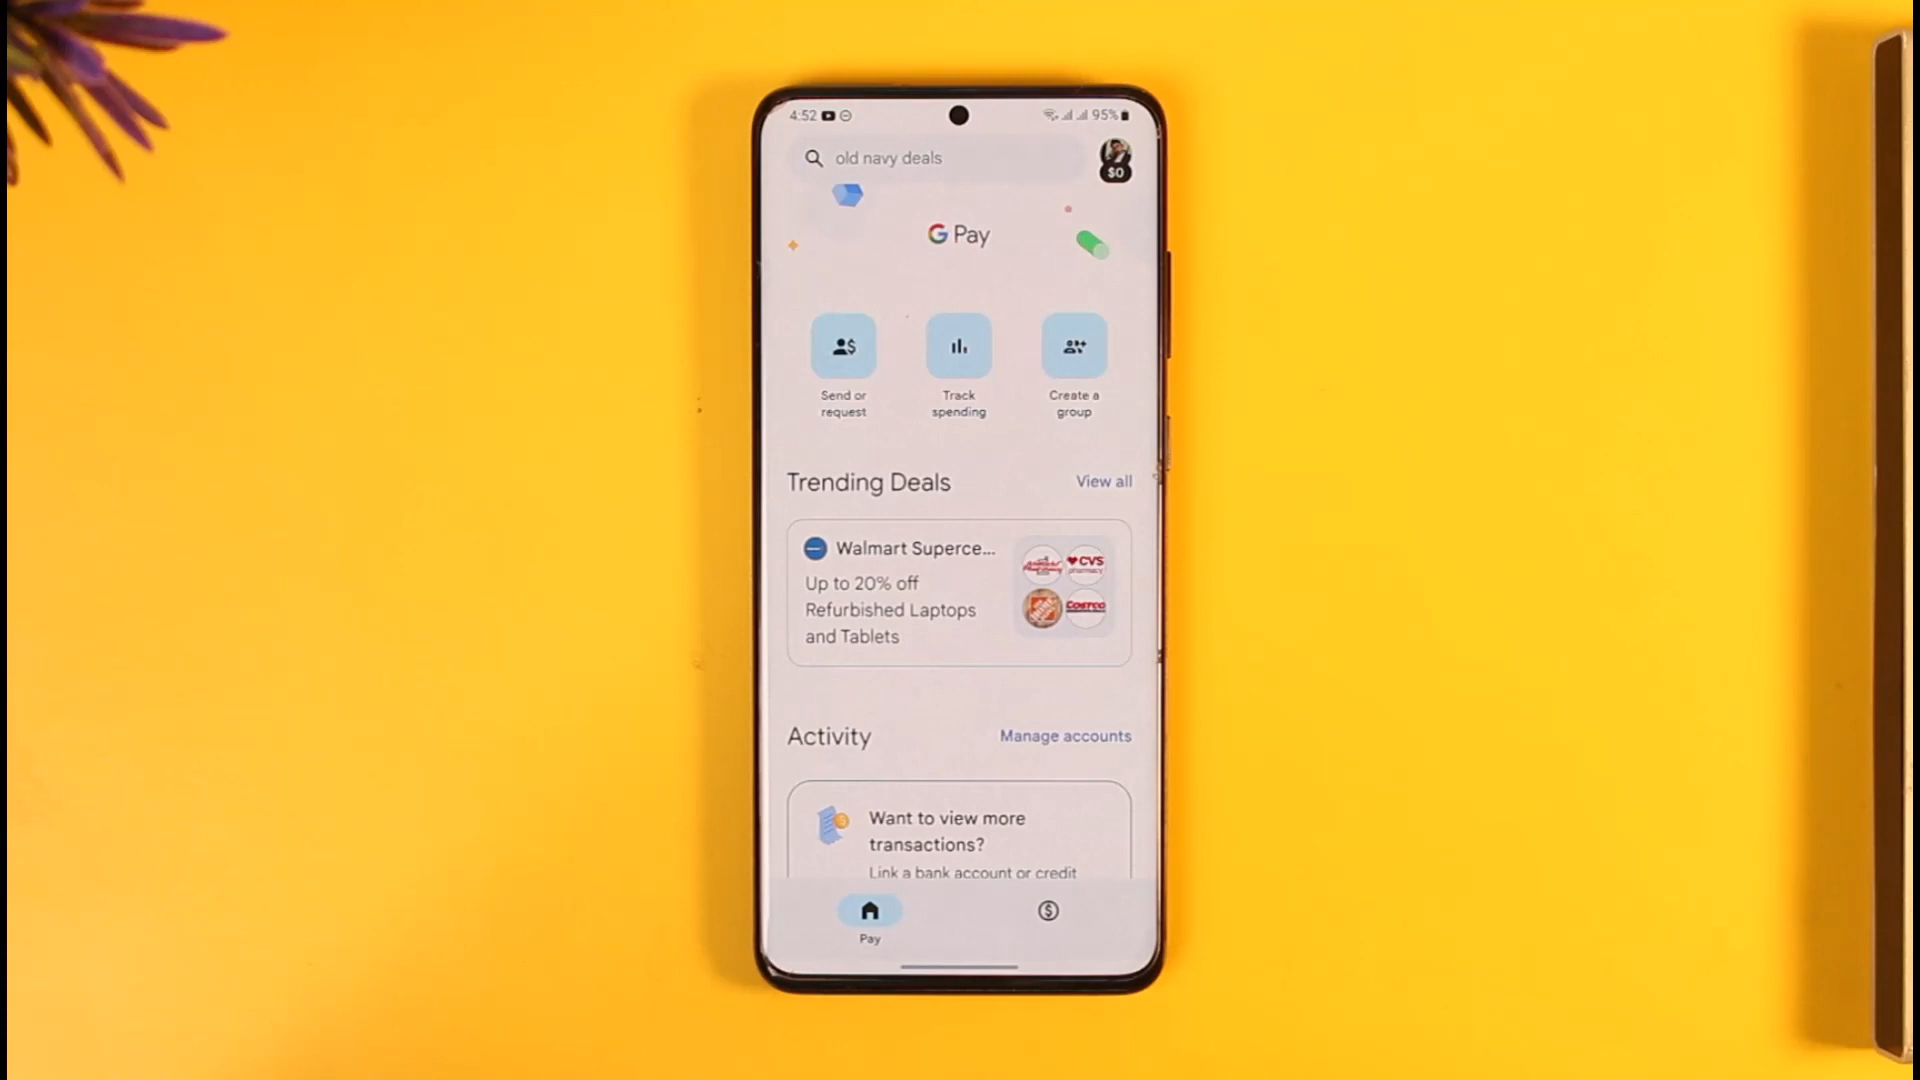 4:52
95%
old navy deals
$0
G Pay
Send or
request
Track
spending
Create a
group
Trending Deals
View all
Walmart Superce...
Up to 20% off
Refurbished Laptops
and Tablets
CVS
pharmacy
COSTCO
Activity
Manage accounts
Want to view more
transactions?
Link a bank account or credit
Pay